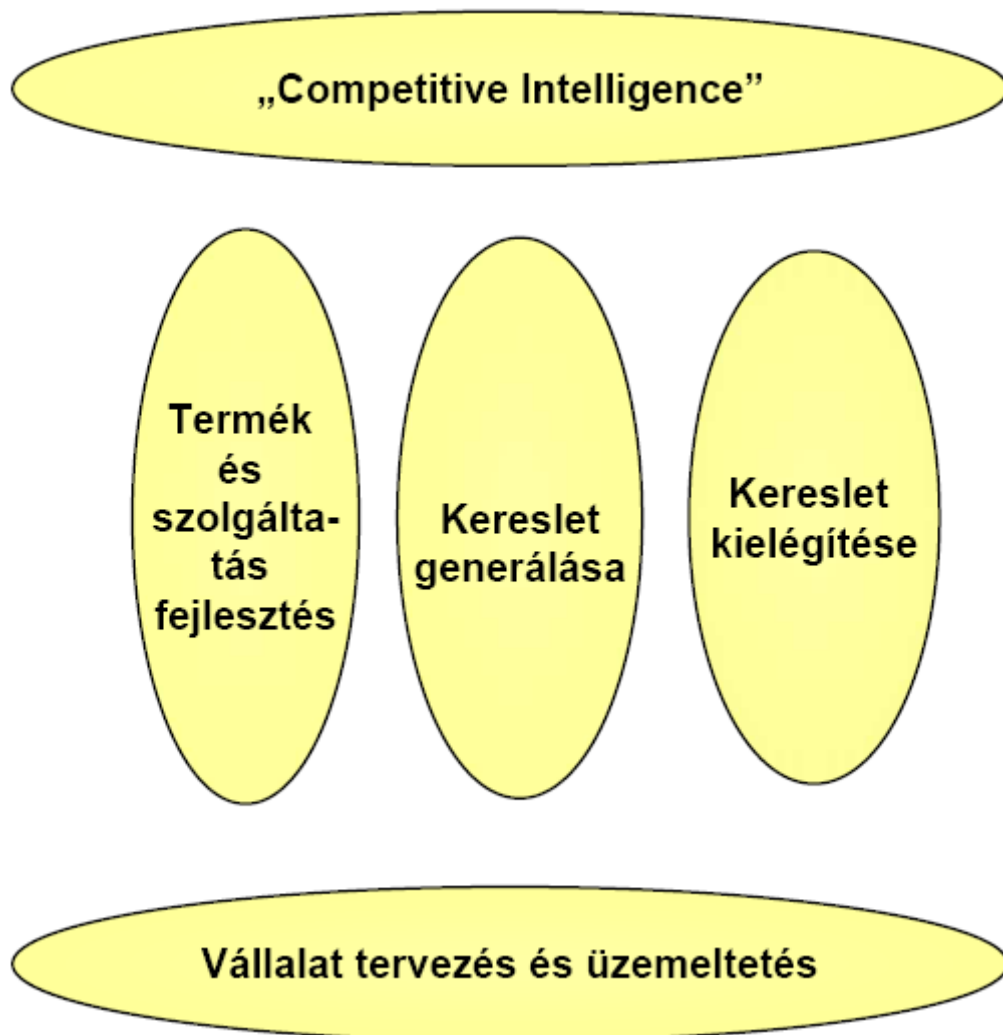 „Competitive Intelligence”
Termék
és
szolgálta-
tás
fejlesztés
Kereslet
generálása
Kereslet
kielégítése
Vállalat tervezés és üzemeltetés